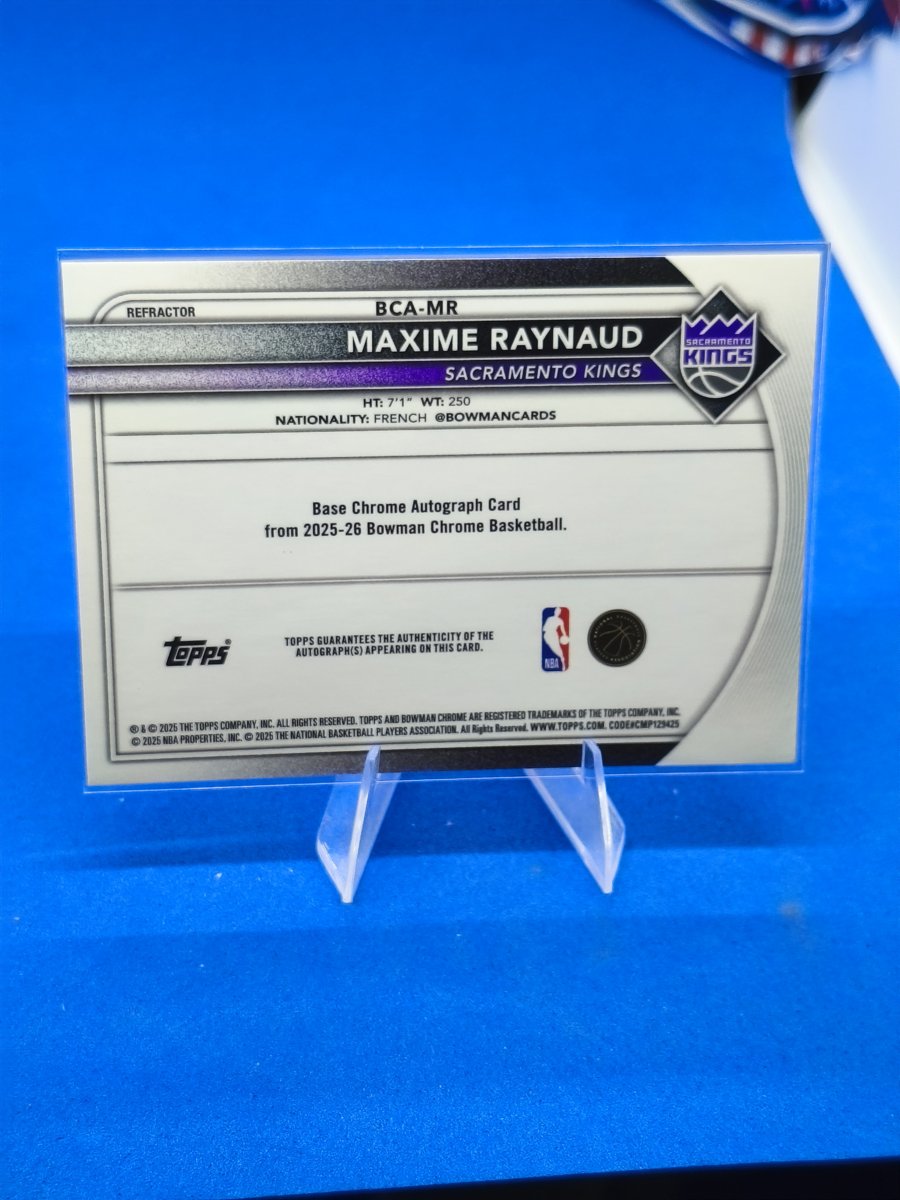 REFRACTOR
BCA-MR
MAXIME RAYNAUD
SACRAMENTO KINGS
SACRAMENTO
KINGS
HT: 7'1" WT: 250
NATIONALITY: FRENCH @BOWMANCARDS
Base Chrome Autograph Card
from 2025-26 Bowman Chrome Basketball.
topps®
TOPPS GUARANTEES THE AUTHENTICITY OF THE
AUTOGRAPH(S) APPEARING ON THIS CARD.
NBA
® & © 2025 THE TOPPS COMPANY, INC. ALL RIGHTS RESERVED. TOPPS AND BOWMAN CHROME ARE REGISTERED TRADEMARKS OF THE TOPPS COMPANY, INC.
© 2025 NBA PROPERTIES, INC. © 2025 THE NATIONAL BASKETBALL PLAYERS ASSOCIATION. All Rights Reserved. WWW.TOPPS.COM. CODE#CMP129425